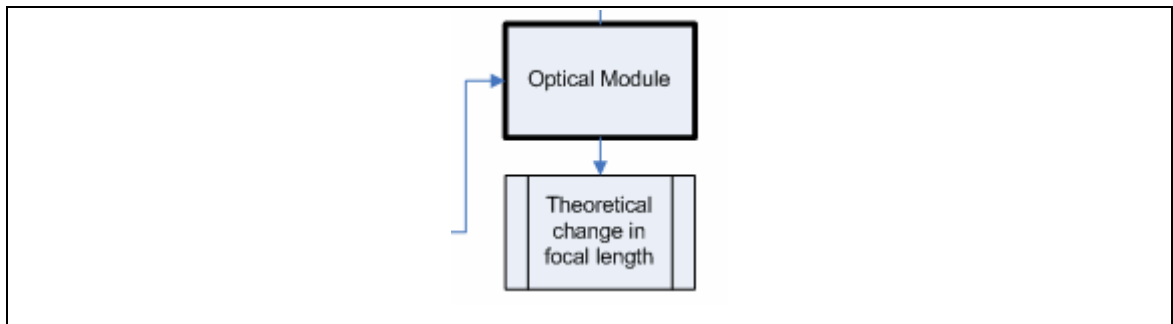 Optical Module
Theoretical
change in
focal length